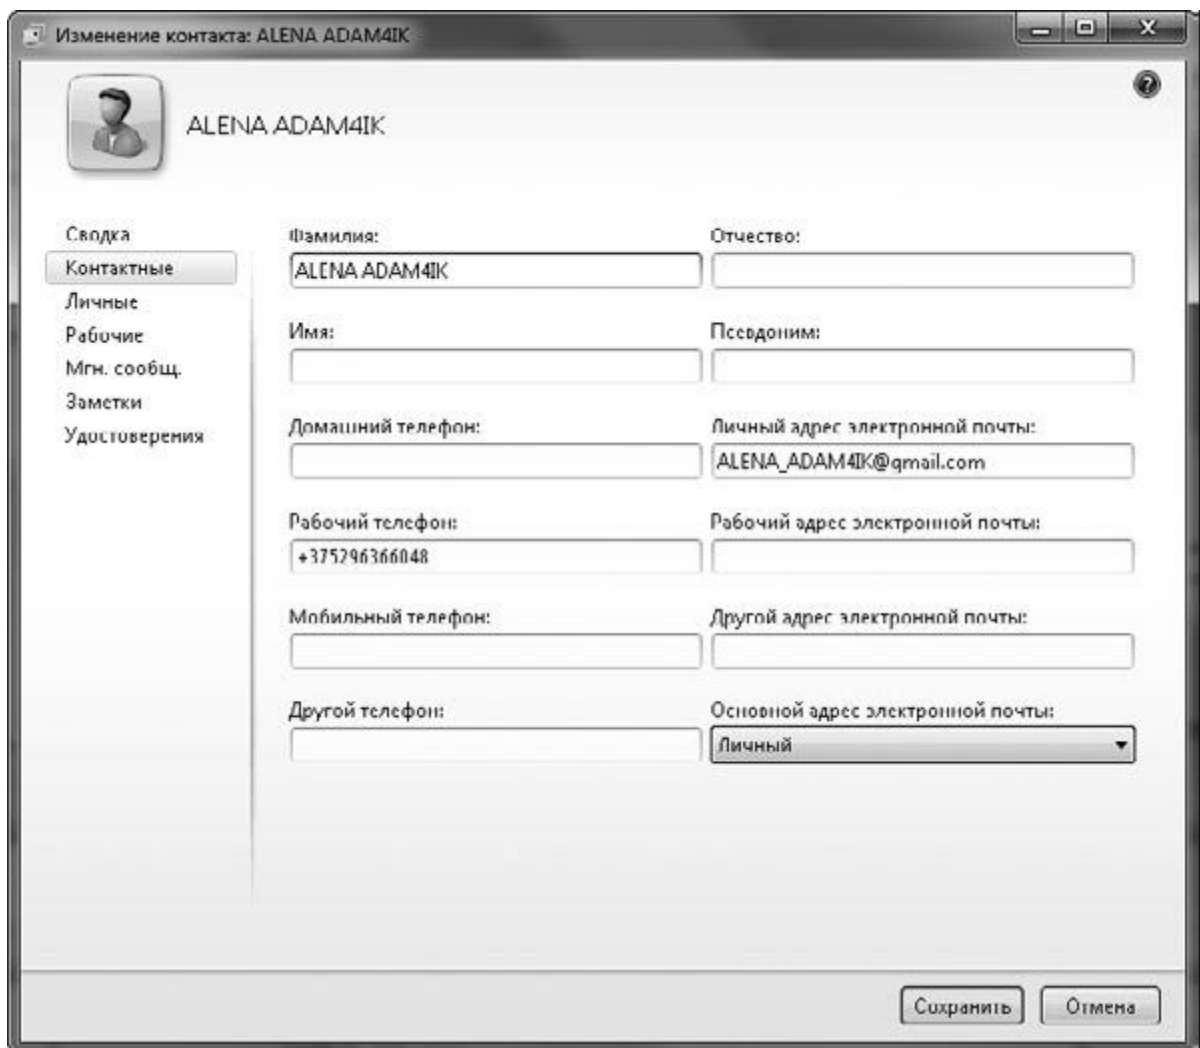 Изменение контакта: ALENA ADAM4IK
ALENA ADAM4IK
Сводка
Контактные
Личные
Рабочие
Мгн. сообщ.
Заметки
Удостоверения
Фамилия:
ALENA ADAM4IK
Отчество:
Имя:
Псевдоним:
Домашний телефон:
Личный адрес электронной почты:
ALENA_ADAM4IK@gmail.com
Рабочий телефон:
+375296366048
Рабочий адрес электронной почты:
Мобильный телефон:
Другой адрес электронной почты:
Другой телефон:
Основной адрес электронной почты:
Личный
Сохранить
Отмена